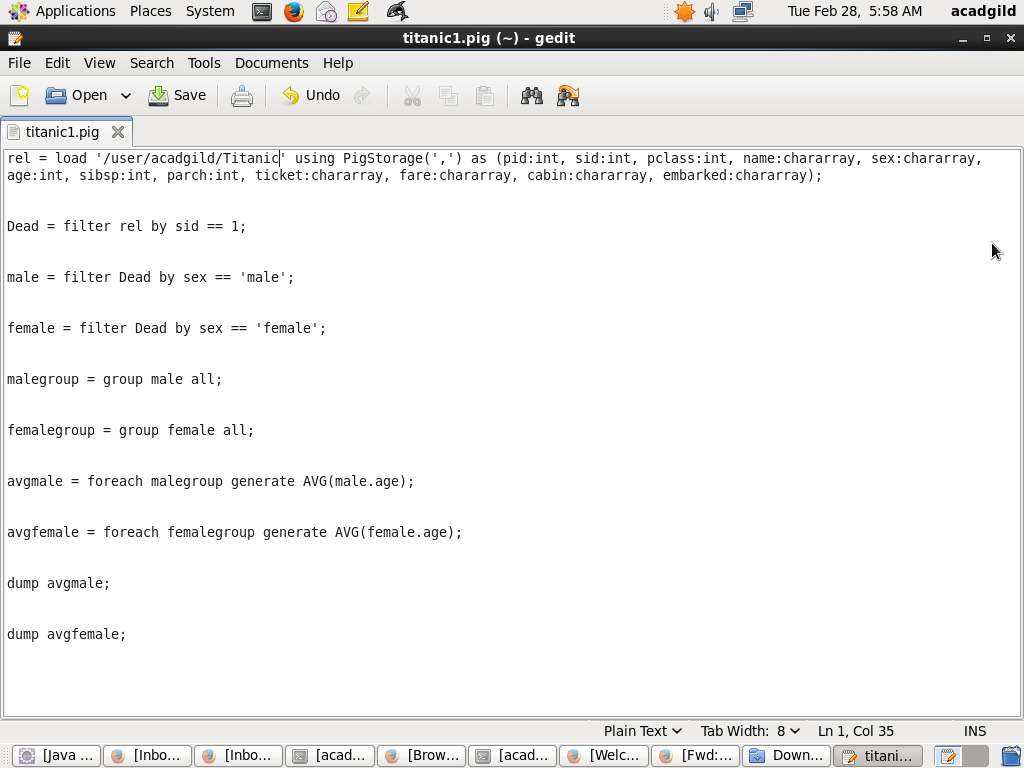 Applications Places System Tue Feb 28, 5:58 AM acadgild
titanic1.pig (~) - gedit
File Edit View Search Tools Documents Help
Open Save Undo
titanic1.pig
rel = load '/user/acadgild/Titanic' using PigStorage(',') as (pid:int, sid:int, pclass:int, name:chararray, sex:chararray,
age:int, sibsp:int, parch:int, ticket:chararray, fare:chararray, cabin:chararray, embarked:chararray);
Dead = filter rel by sid == 1;
male = filter Dead by sex == 'male';
female = filter Dead by sex == 'female';
malegroup = group male all;
femalegroup = group female all;
avgmale = foreach malegroup generate AVG(male.age);
avgfemale = foreach femalegroup generate AVG(female.age);
dump avgmale;
dump avgfemale;
Plain Text Tab Width: 8 Ln 1, Col 35 INS
[Java ... [Inbo... [Inbo... [acad... [Brow... [acad... [Welc... [Fwd:... Down... titani...